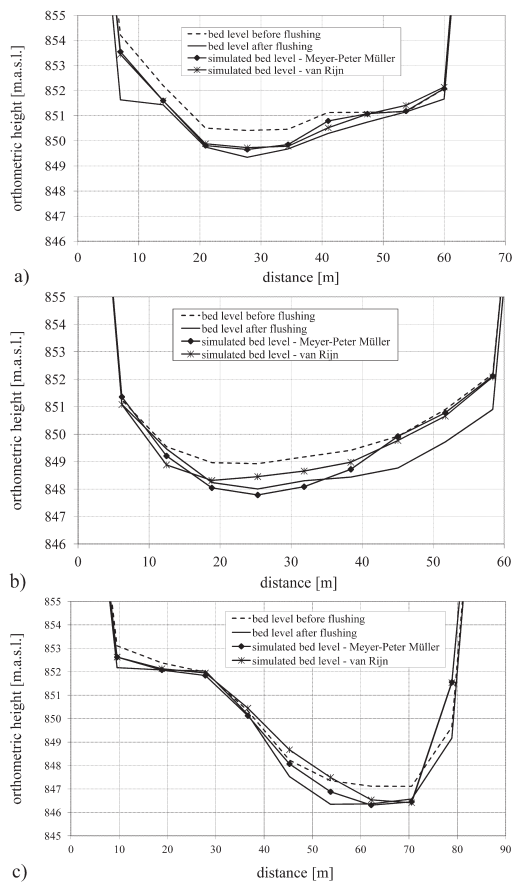 855
854
853
852
851
850
849
848
847
846
orthometric height [m.a.s.l.]
bed level before flushing
bed level after flushing
simulated bed level - Meyer-Peter Müller
simulated bed level - van Rijn
0 10 20 30 40 50 60 70
distance [m]
a)
855
854
853
852
851
850
849
848
847
846
orthometric height [m.a.s.l.]
bed level before flushing
bed level after flushing
simulated bed level - Meyer-Peter Müller
simulated bed level - van Rijn
0 10 20 30 40 50 60
distance [m]
b)
855
854
853
852
851
850
849
848
847
846
845
orthometric height [m.a.s.l.]
bed level before flushing
bed level after flushing
simulated bed level - Meyer-Peter Müller
simulated bed level - van Rijn
0 10 20 30 40 50 60 70 80 90
distance [m]
c)